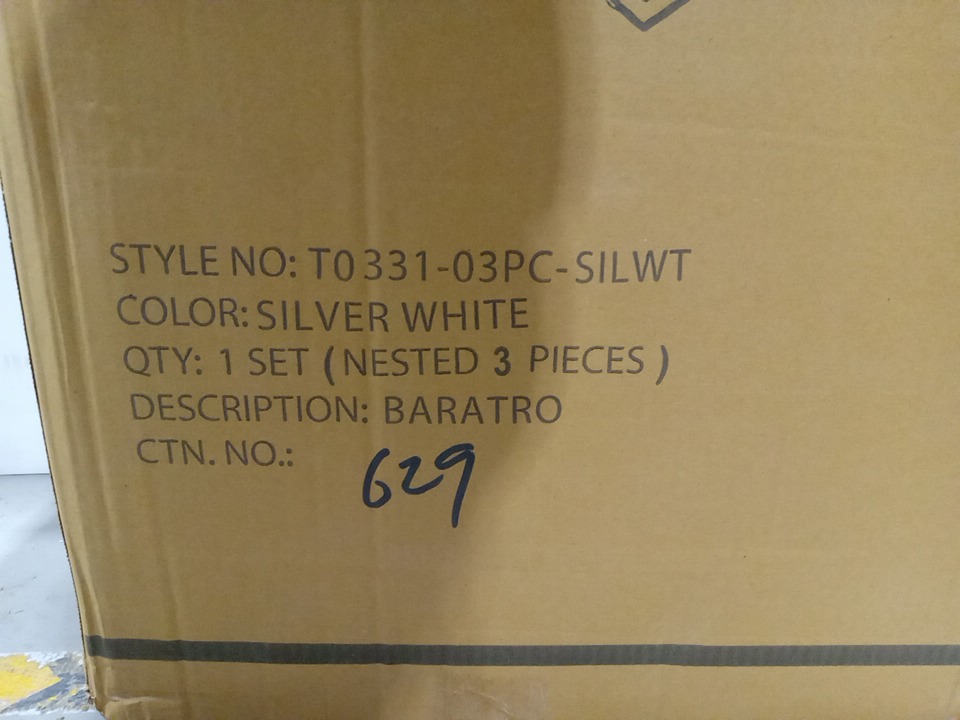 STYLE NO: T0331-03PC-SILWT
COLOR: SILVER WHITE
QTY: 1 SET (NESTED 3 PIECES)
DESCRIPTION: BARATRO
CTN. NO.: 629